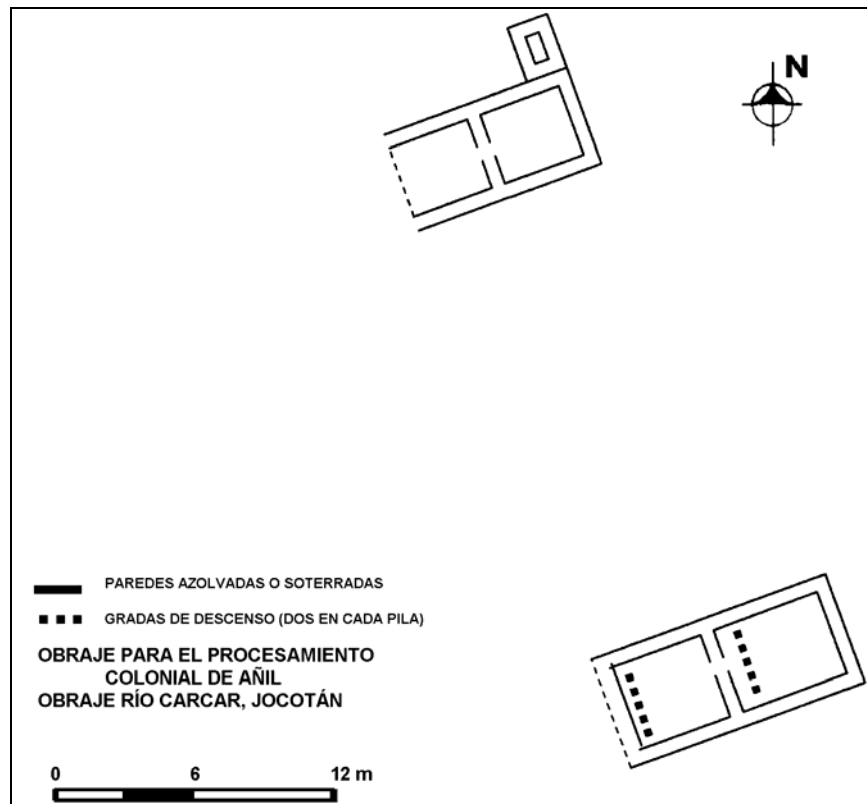 N
PAREDES AZOLVADAS O SOTERRADAS
GRADAS DE DESCENSO (DOS EN CADA PILA)
OBRAJE PARA EL PROCESAMIENTO
COLONIAL DE AÑIL
OBRAJE RÍO CARCAR, JOCOTÁN
0 6 12 m